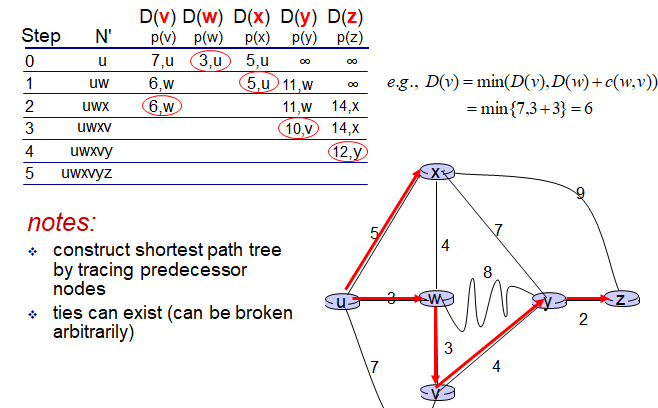 D(v) D(w) D(x) D(y) D(z)
Step N' p(v) p(w) p(x) p(y) p(z)
0 u 7,u 3,u 5,u ∞ ∞
1 uw 6,w 5,u 11,w ∞
2 uwx 6,w 11,w 14,x
3 uwxv 10,v 14,x
4 uwxvy 12,y
5 uwxvyz
e.g., D(v) = min(D(v), D(w) + c(w,v))
= min{7,3+3} = 6
notes:
construct shortest path tree
by tracing predecessor
nodes
ties can exist (can be broken
arbitrarily)
x
9
5
4
7
8
u
3
w
y
z
2
3
4
7
v